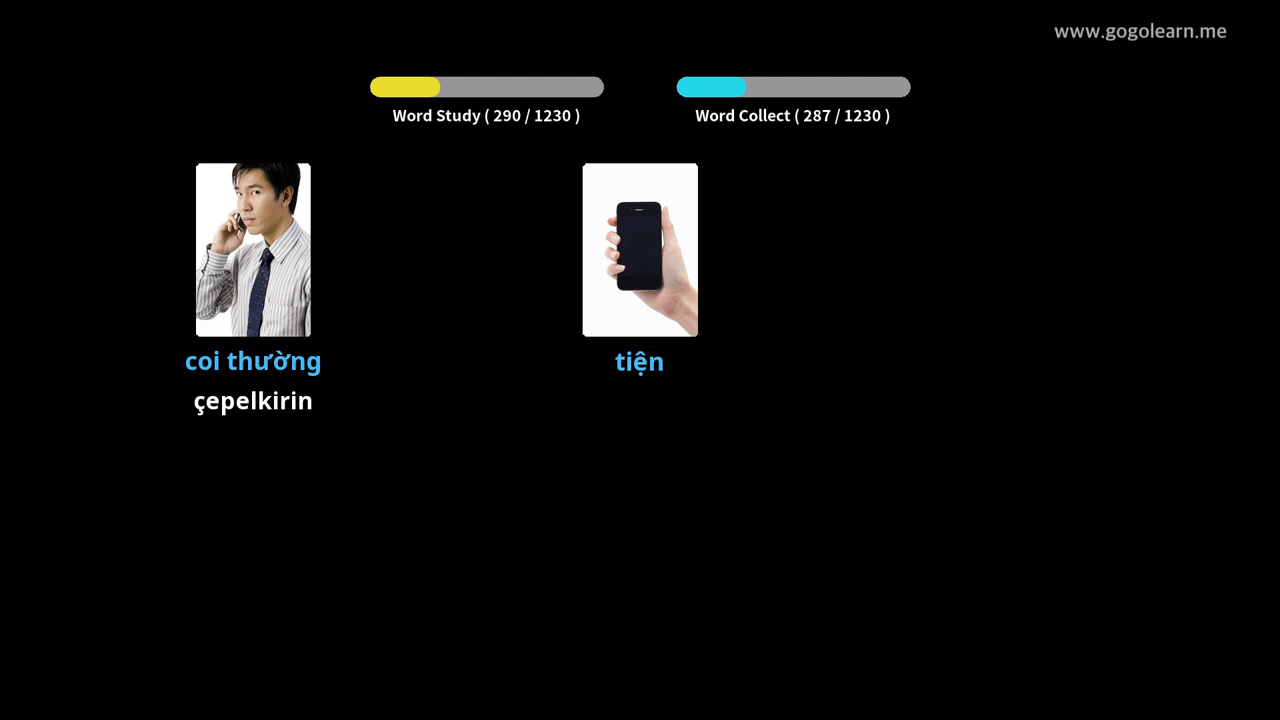 www.gogolearn.me
Word Study ( 290 / 1230 )
Word Collect ( 287 / 1230 )
coi thường
tiện
çepelkirin